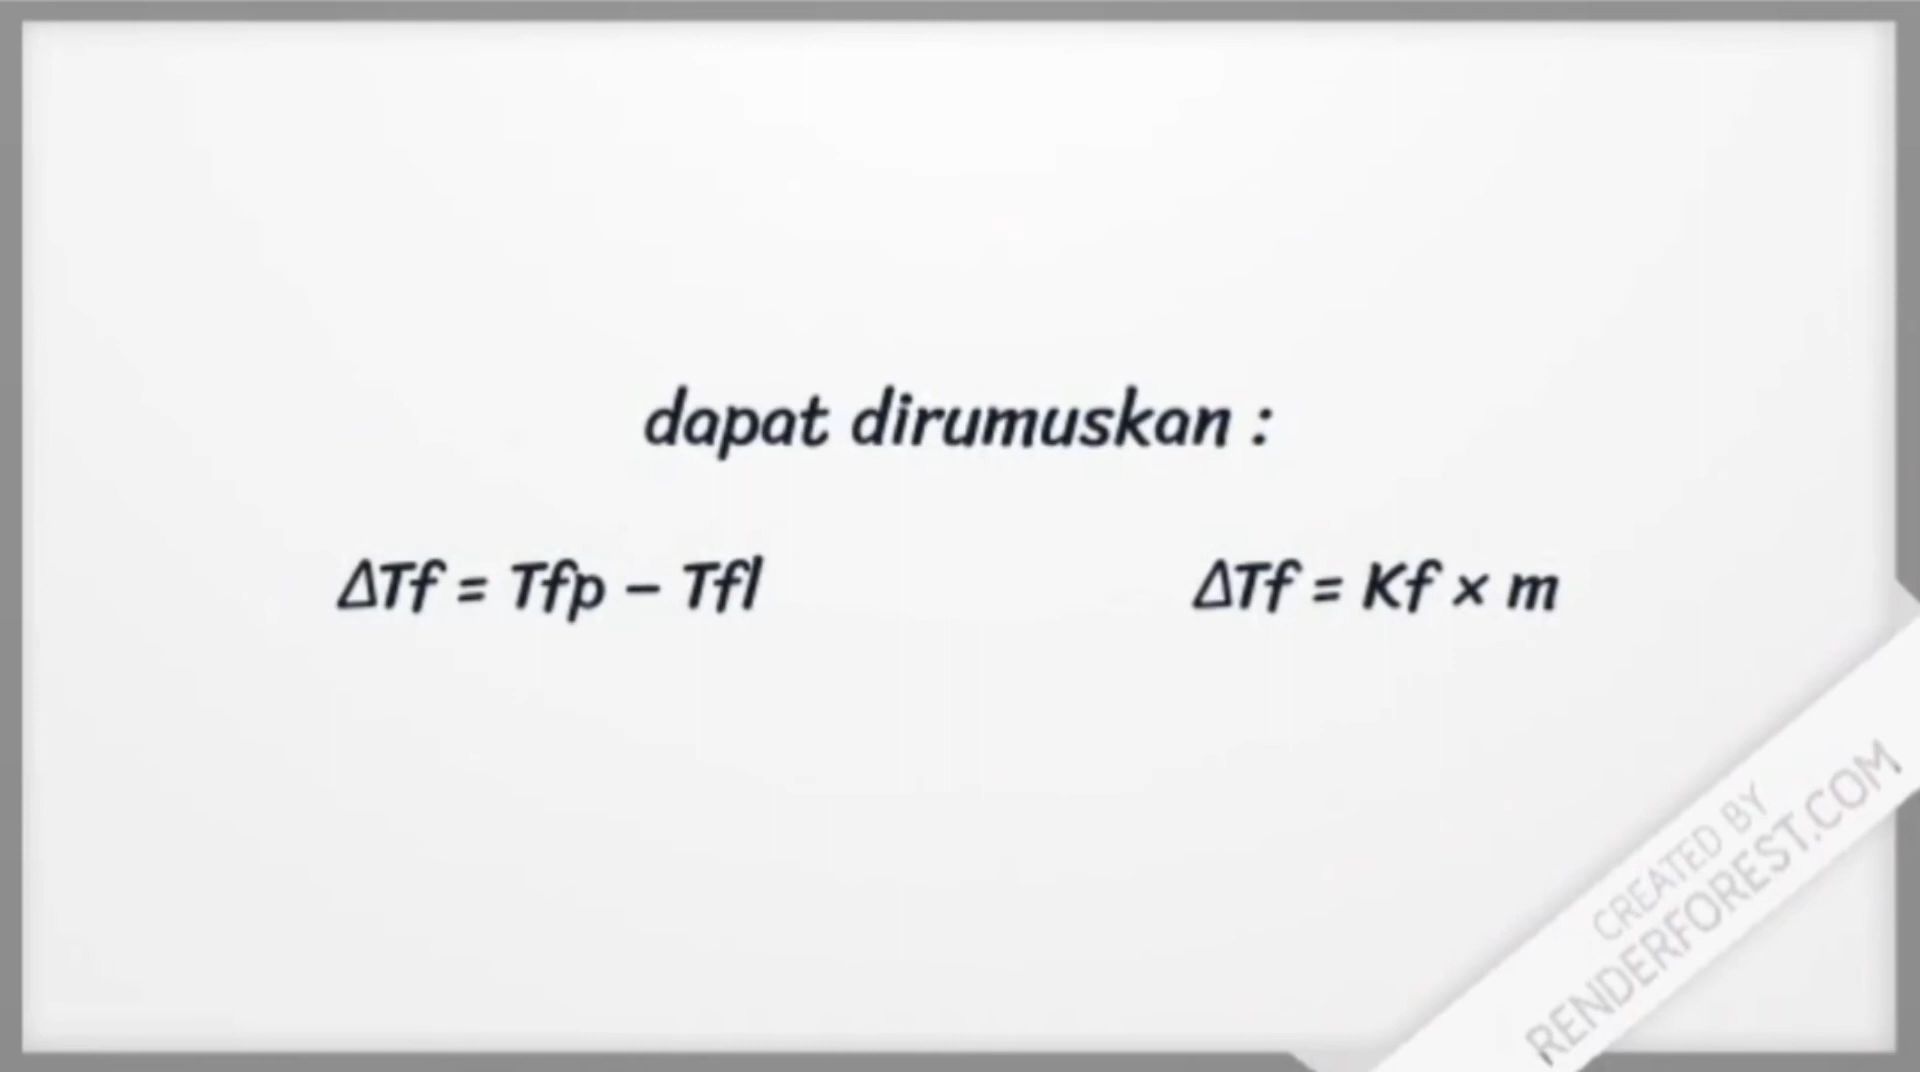 dapat dirumuskan :
ΔTf = Tfp – Tfl
ΔTf = Kf × m
CREATED BY
RENDERFOREST.COM